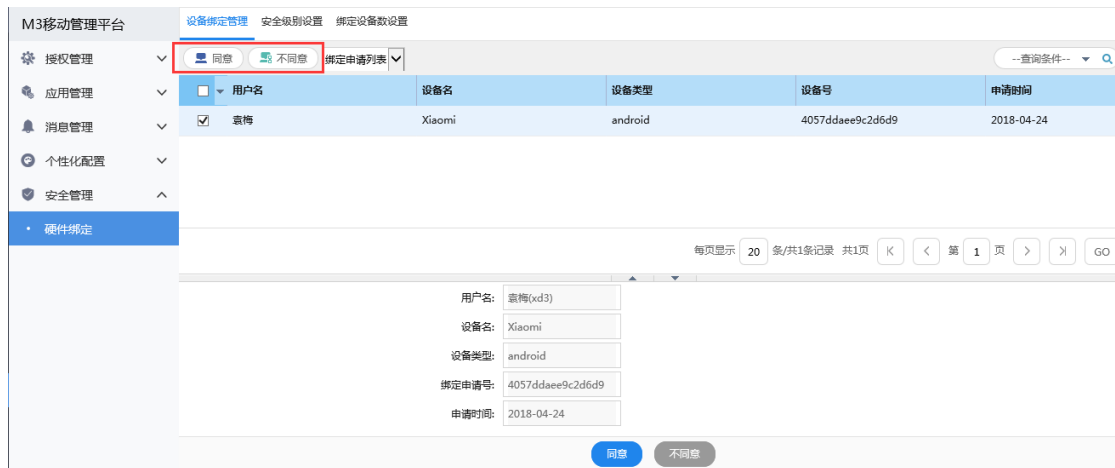 M3移动管理平台
设备绑定管理 安全级别设置 绑定设备数设置
授权管理
应用管理
消息管理
个性化配置
安全管理
硬件绑定
同意 不同意 绑定申请列表 --查询条件--
用户名 设备名 设备类型 设备号 申请时间
袁梅 Xiaomi android 4057ddaee9c2d6d9 2018-04-24
每页显示 20 条/共1条记录 共1页 第 1 页 GO
用户名: 袁梅(xd3)
设备名: Xiaomi
设备类型: android
绑定申请号: 4057ddaee9c2d6d9
申请时间: 2018-04-24
同意 不同意